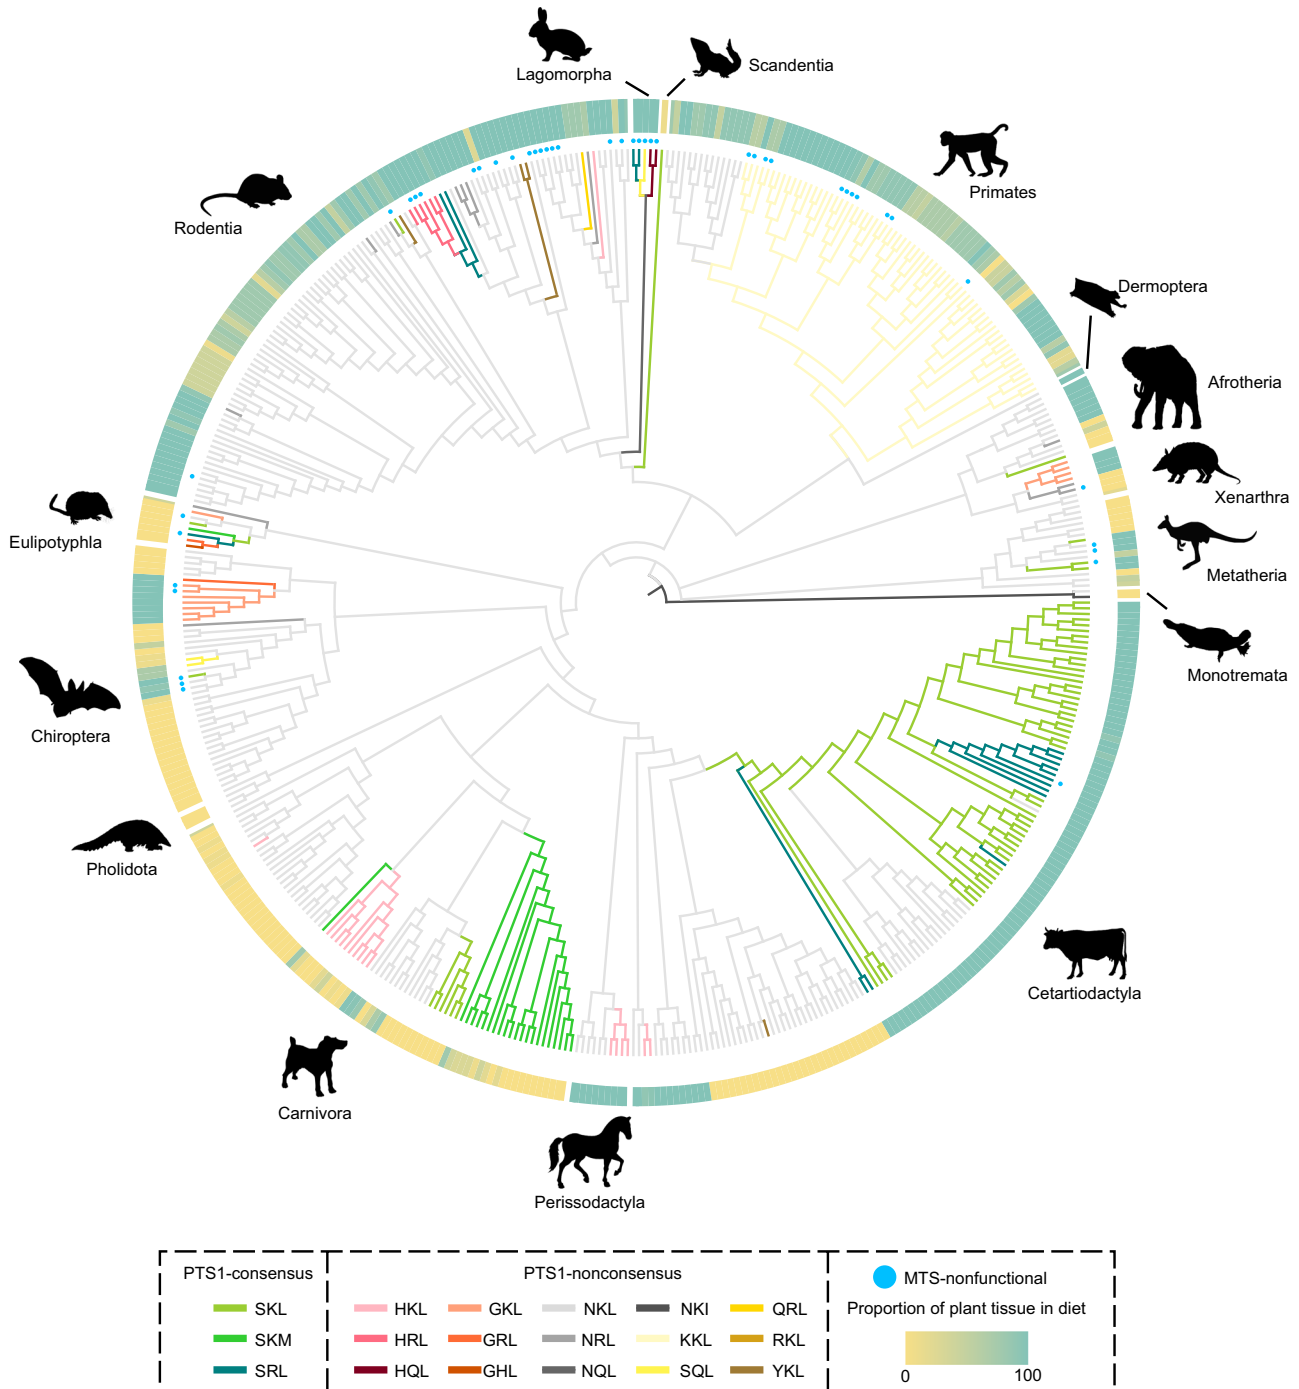 Lagomorpha
Scandentia
Primates
Rodentia
Dermoptera
Afrotheria
Xenarthra
Eulipotyphla
Metatheria
Monotremata
Chiroptera
Pholidota
Cetartiodactyla
Carnivora
Perissodactyla
PTS1-consensus
SKL
SKM
SRL
PTS1-nonconsensus
HKL GKL NKL NKI QRL
HRL GRL NRL KKL RKL
HQL GHL NQL SQL YKL
MTS-nonfunctional
Proportion of plant tissue in diet
0 100